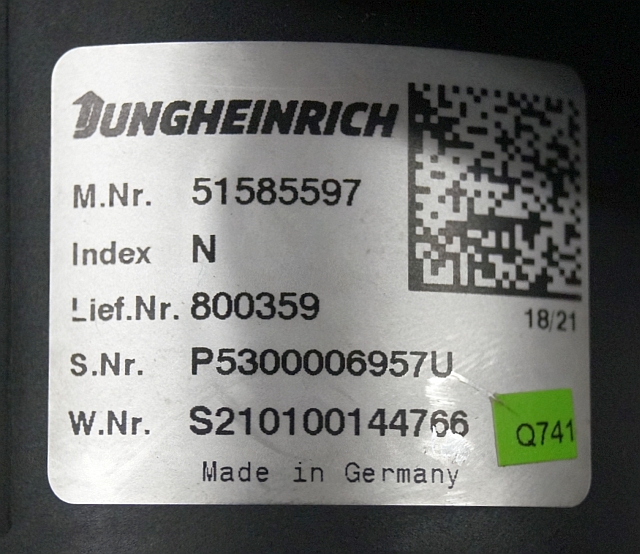 JUNGHEINRICH
M.Nr. 51585597
Index N
Lief.Nr. 800359
18/21
S.Nr. P5300006957U
W.Nr. S210100144766
Q741
Made in Germany